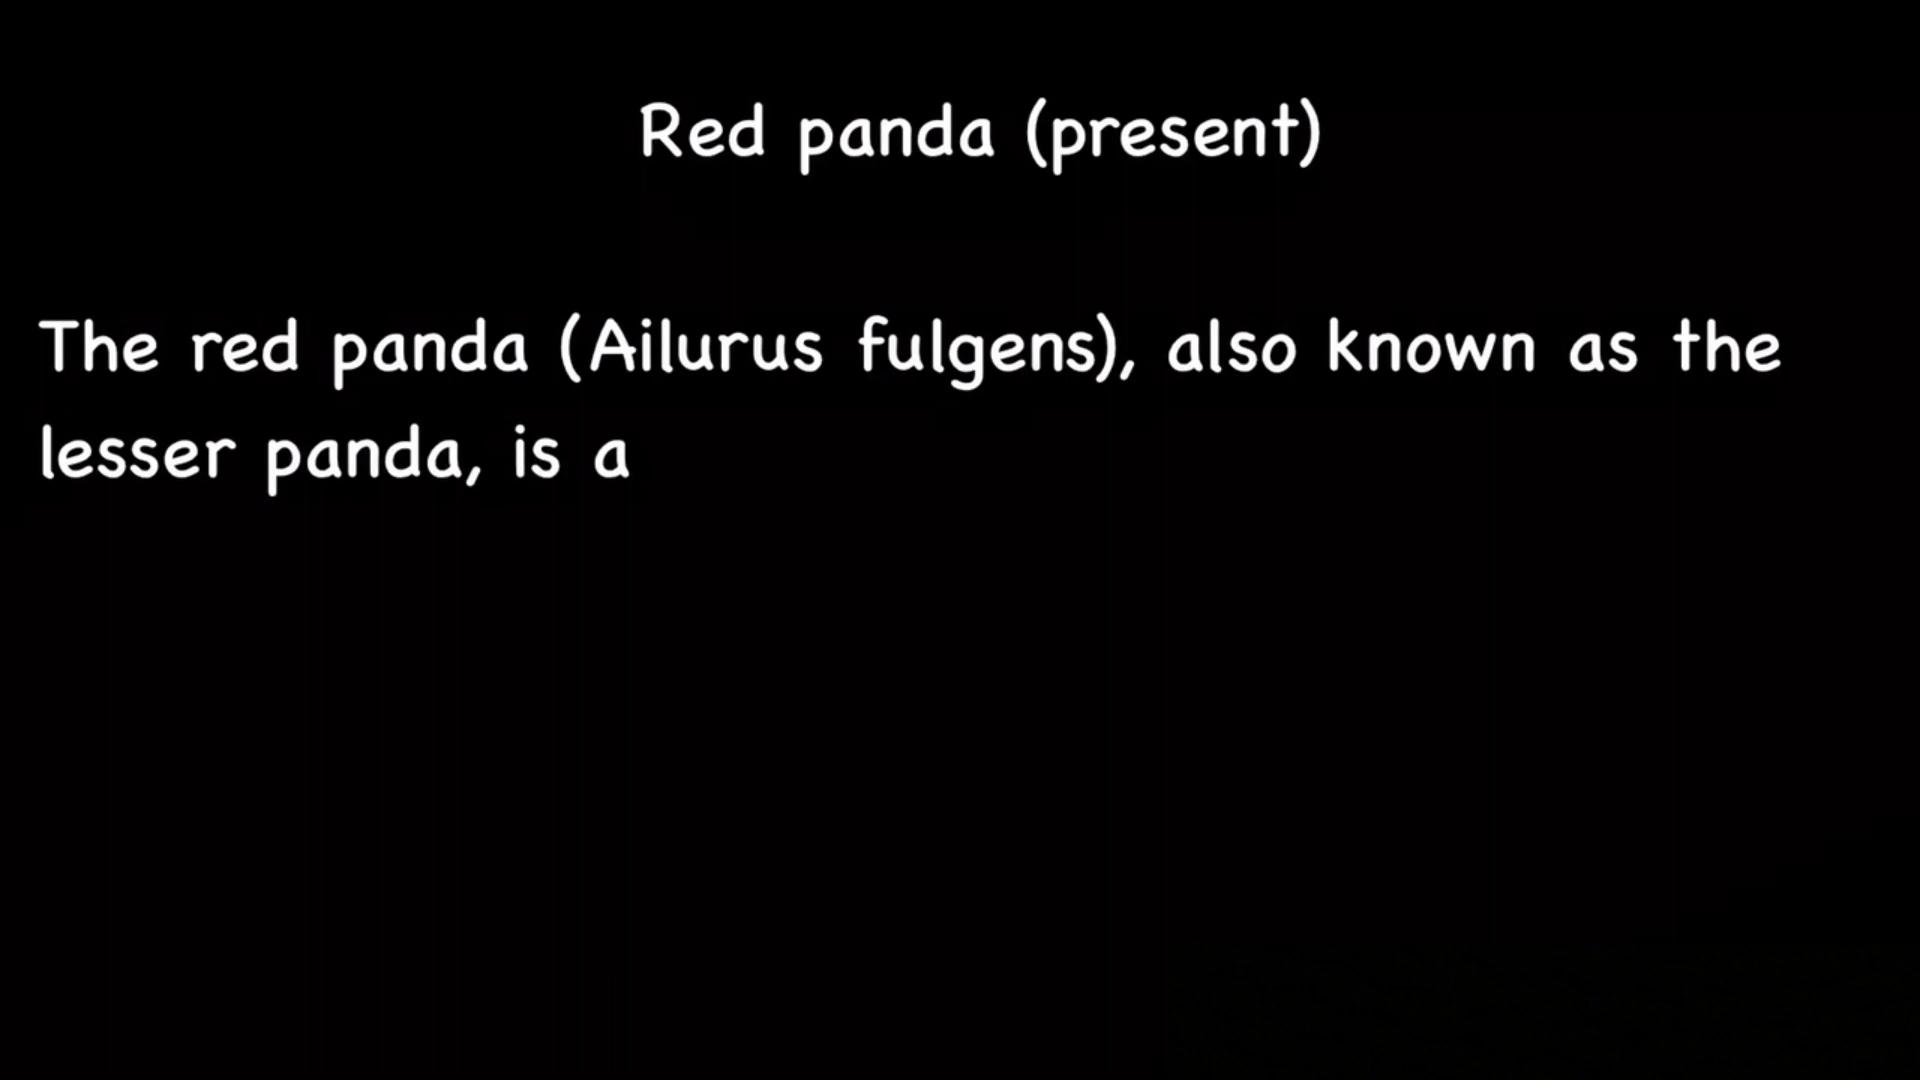 Red panda (present)
The red panda (Ailurus fulgens), also known as the
lesser panda, is a